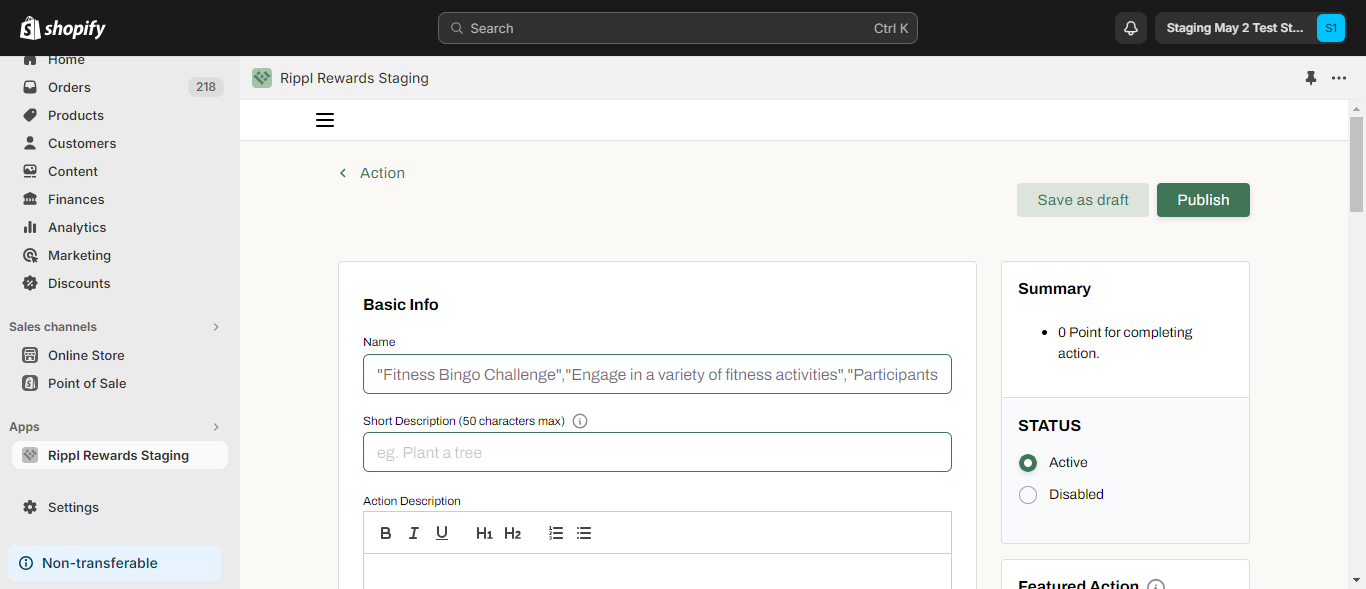 shopify
Search
Ctrl K
Staging May 2 Test St...
S1
Home
Orders
218
Products
Customers
Content
Finances
Analytics
Marketing
Discounts
Sales channels
Online Store
Point of Sale
Apps
Rippl Rewards Staging
Settings
Non-transferable
Rippl Rewards Staging
Action
Save as draft
Publish
Basic Info
Name
"Fitness Bingo Challenge","Engage in a variety of fitness activities","Participants
Short Description (50 characters max)
eg. Plant a tree
Action Description
B I U H1 H2
Summary
• 0 Point for completing
action.
STATUS
Active
Disabled
Featured Action